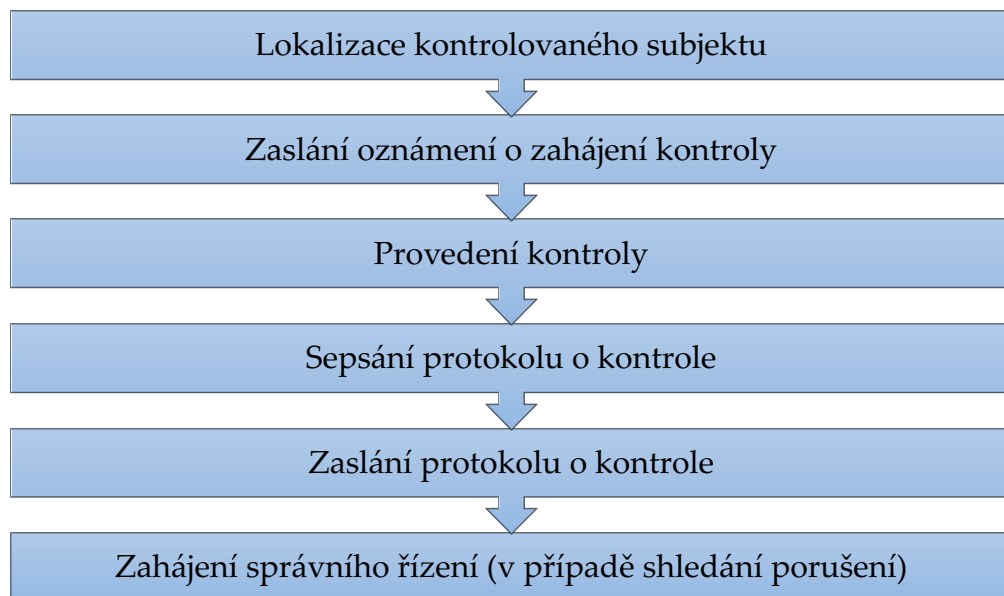 Lokalizace kontrolovaného subjektu
Zaslání oznámení o zahájení kontroly
Provedení kontroly
Sepsání protokolu o kontrole
Zaslání protokolu o kontrole
Zahájení správního řízení (v případě shledání porušení)